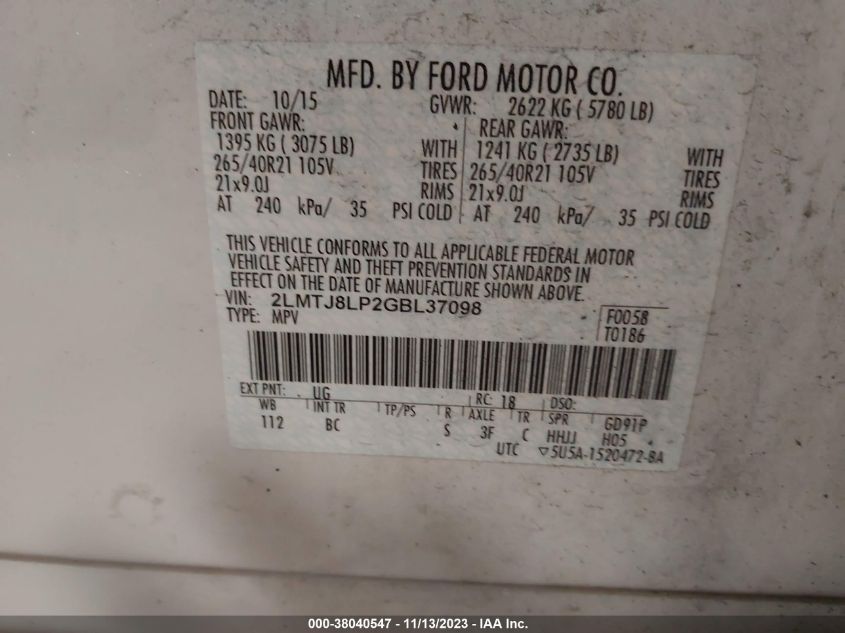 MFD. BY FORD MOTOR CO.
DATE: 10/15 GVWR: 2622 KG ( 5780 LB)
FRONT GAWR: REAR GAWR:
1395 KG ( 3075 LB) WITH 1241 KG ( 2735 LB) WITH
265/40R21 105V TIRES 265/40R21 105V TIRES
21x9.0J RIMS 21x9.0J RIMS
AT 240 kPa/ 35 PSI COLD AT 240 kPa/ 35 PSI COLD
THIS VEHICLE CONFORMS TO ALL APPLICABLE FEDERAL MOTOR
VEHICLE SAFETY AND THEFT PREVENTION STANDARDS IN
EFFECT ON THE DATE OF MANUFACTURE SHOWN ABOVE.
VIN: 2LMTJ8LP2GBL37098 F0058
TYPE: MPV T0186
EXT PNT: UG RC: 18 DSO:
WB INT TR TP/PS R AXLE TR SPR GD91P
112 BC S 3F C HHJJ H05
UTC ▽5U5A-1520472-BA
000-38040547 - 11/13/2023 - IAA Inc.